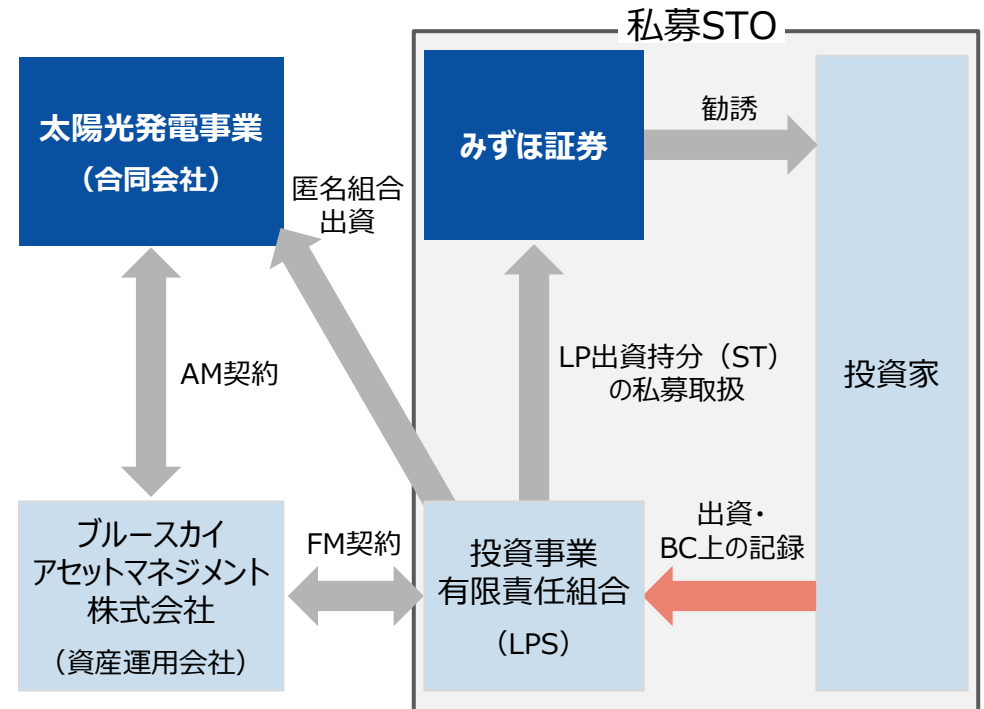 私募STO
太陽光発電事業
（合同会社）
みずほ証券
勧誘
投資家
匿名組合
出資
AM契約
LP出資持分（ST）
の私募取扱
ブルースカイ
アセットマネジメント
株式会社
（資産運用会社）
FM契約
投資事業
有限責任組合
（LPS）
出資・
BC上の記録